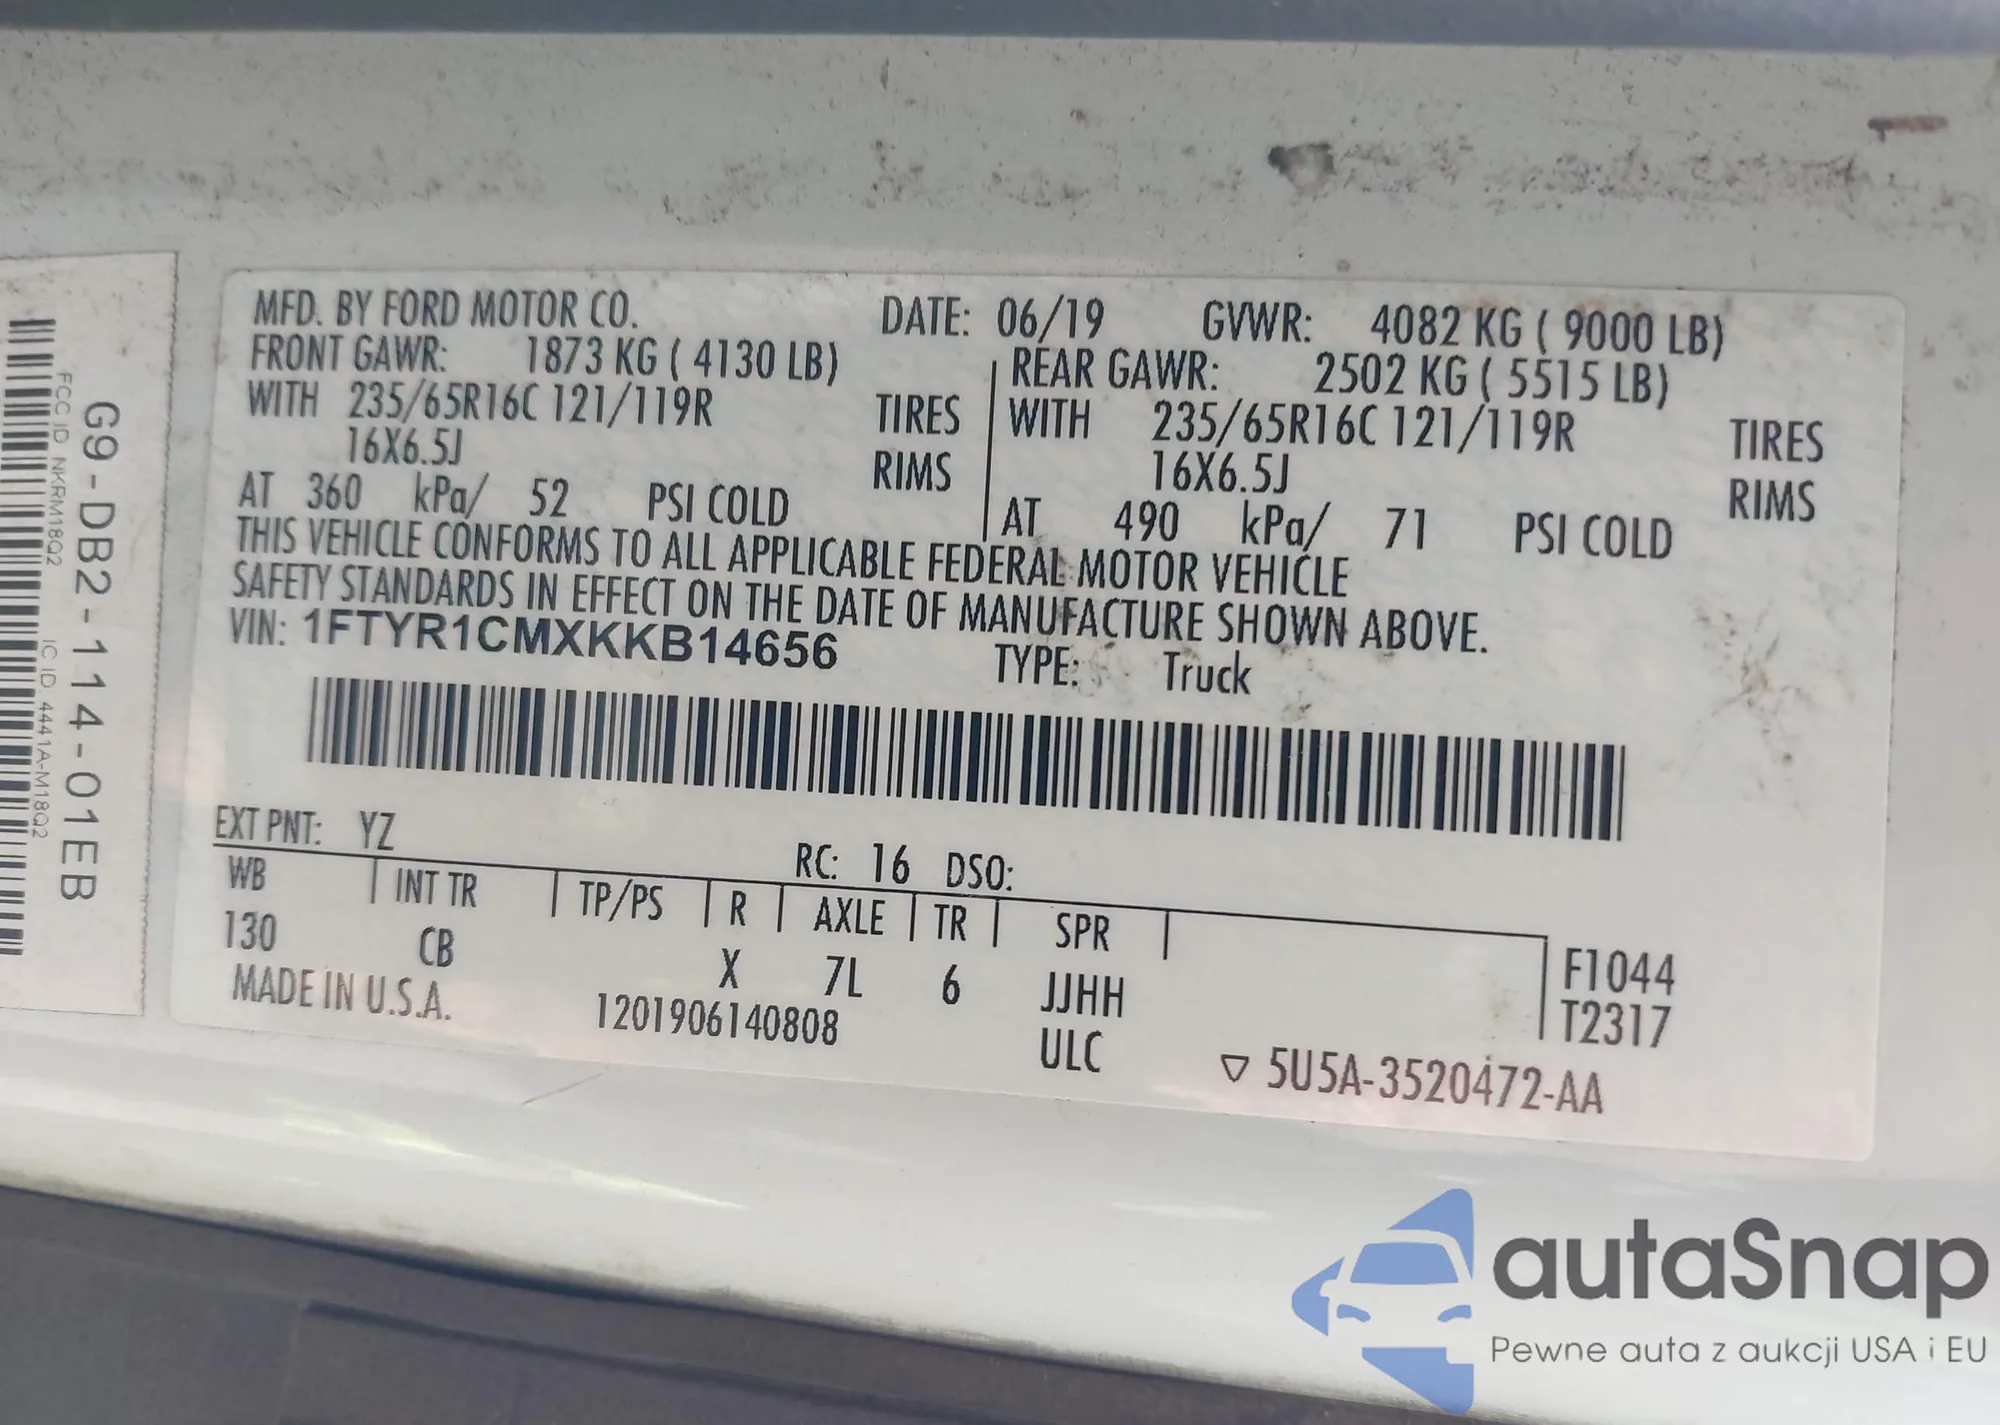 MFD. BY FORD MOTOR CO. DATE: 06/19 GVWR: 4082 KG ( 9000 LB)
FRONT GAWR: 1873 KG ( 4130 LB) REAR GAWR: 2502 KG ( 5515 LB)
WITH 235/65R16C 121/119R TIRES WITH 235/65R16C 121/119R TIRES
16X6.5J RIMS 16X6.5J RIMS
AT 360 kPa/ 52 PSI COLD AT 490 kPa/ 71 PSI COLD
THIS VEHICLE CONFORMS TO ALL APPLICABLE FEDERAL MOTOR VEHICLE
SAFETY STANDARDS IN EFFECT ON THE DATE OF MANUFACTURE SHOWN ABOVE.
VIN: 1FTYR1CMXKKB14656 TYPE: Truck
EXT PNT: YZ RC: 16 DSO:
WB INT TR TP/PS R AXLE TR SPR
130 CB X 7L 6 JJHH F1044
MADE IN U.S.A. 1201906140808 ULC T2317
▽ 5U5A-3520472-AA
G9-DB2-114-01EB
FCC ID NKRM18Q2 IC ID 4441A-M18Q2
autaSnap
Pewne auta z aukcji USA i EU